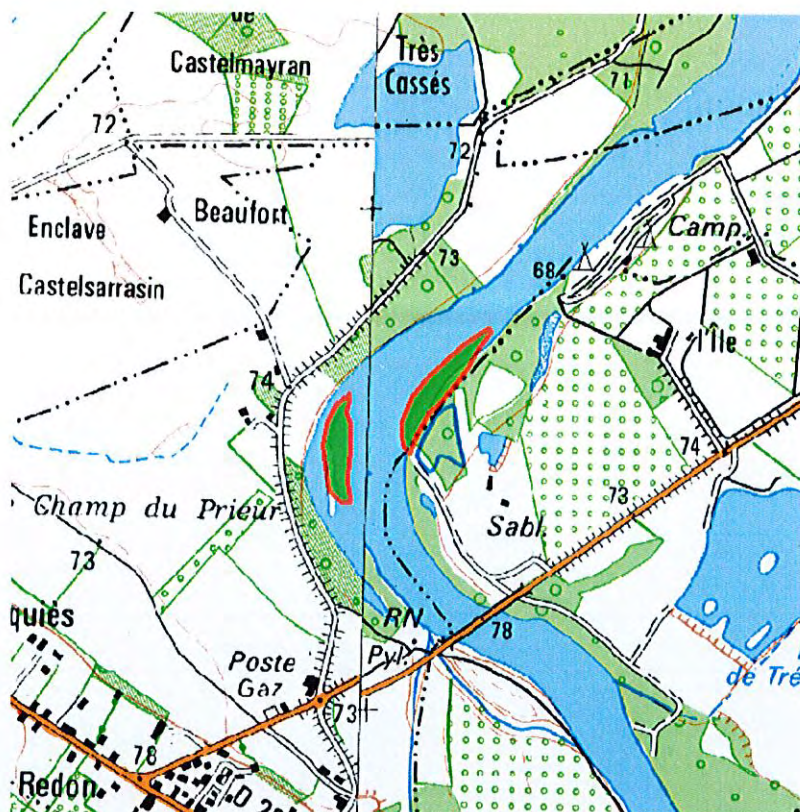 de
Castelmayran
Très
Cassés
71
72
72
Enclave
Beaufort
Castelsarrasin
73
Camp.
68
l'Île
74
74
Champ du Prieur
73
73
Sabl.
quiès
RN
78
Pyl.
Poste
Gaz
73
de Tré
78
Redon
D